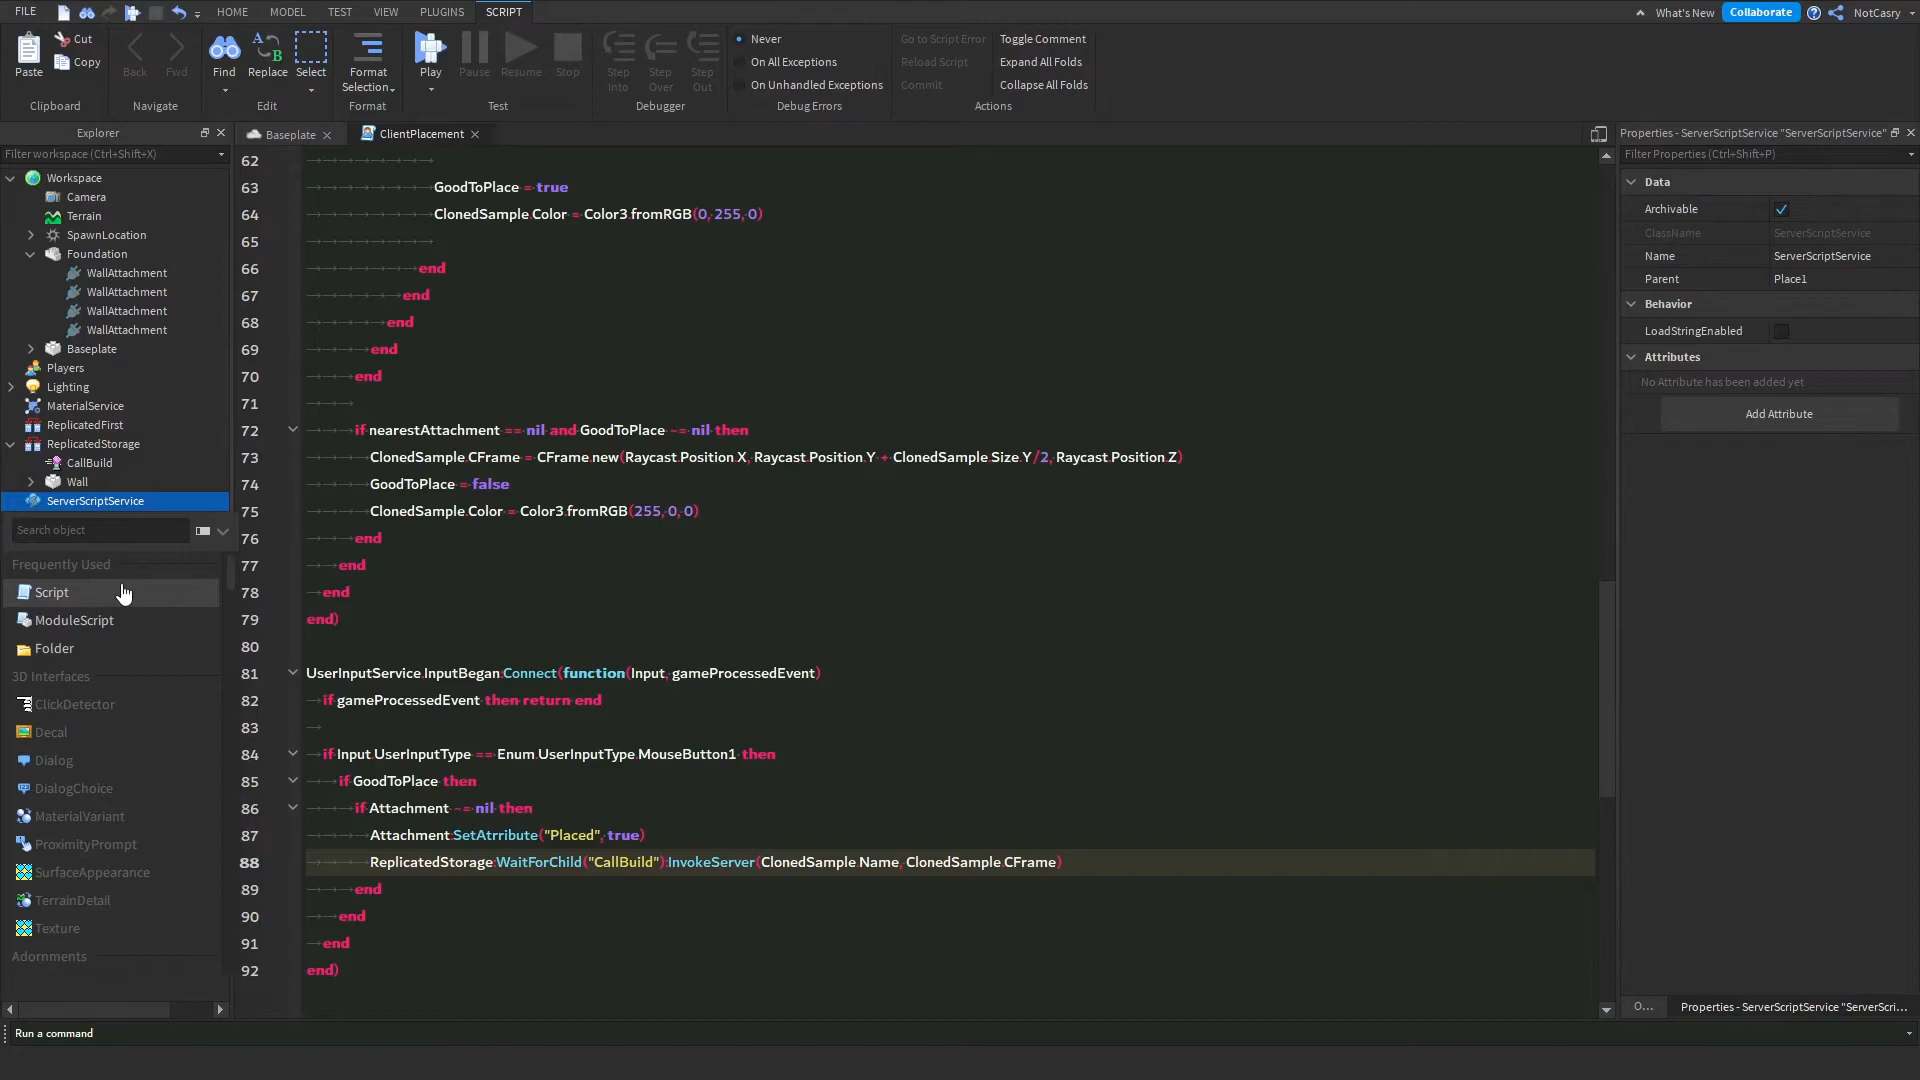 FILE HOME MODEL TEST VIEW PLUGINS SCRIPT What's New Collaborate NotCasry
Paste Cut Copy Clipboard
Back Fwd Navigate
Find Replace Select Edit
Format Selection Format
Play Pause Resume Stop Test
Step Into Step Over Step Out Debugger
Never
On All Exceptions
On Unhandled Exceptions
Debug Errors
Go to Script Error Toggle Comment
Reload Script Expand All Folds
Commit Collapse All Folds
Actions
Explorer
Filter workspace (Ctrl+Shift+X)
Workspace
Camera
Terrain
SpawnLocation
Foundation
WallAttachment
WallAttachment
WallAttachment
WallAttachment
Baseplate
Players
Lighting
MaterialService
ReplicatedFirst
ReplicatedStorage
CallBuild
Wall
ServerScriptService
Search object
Frequently Used
Script
ModuleScript
Folder
3D Interfaces
ClickDetector
Decal
Dialog
DialogChoice
MaterialVariant
ProximityPrompt
SurfaceAppearance
TerrainDetail
Texture
Adornments
Baseplate ClientPlacement
62
63 GoodToPlace = true
64 ClonedSample.Color = Color3.fromRGB(0, 255, 0)
65
66 end
67 end
68 end
69 end
70 end
71
72 if nearestAttachment == nil and GoodToPlace ~= nil then
73 ClonedSample.CFrame = CFrame.new(Raycast.Position.X, Raycast.Position.Y + ClonedSample.Size.Y/2, Raycast.Position.Z)
74 GoodToPlace = false
75 ClonedSample.Color = Color3.fromRGB(255, 0, 0)
76 end
77 end
78 end
79 end)
80
81 UserInputService.InputBegan:Connect(function(Input, gameProcessedEvent)
82 if gameProcessedEvent then return end
83
84 if Input.UserInputType == Enum.UserInputType.MouseButton1 then
85 if GoodToPlace then
86 if Attachment ~= nil then
87 Attachment:SetAtrribute("Placed", true)
88 ReplicatedStorage:WaitForChild("CallBuild"):InvokeServer(ClonedSample.Name, ClonedSample.CFrame)
89 end
90 end
91 end
92 end)
Properties - ServerScriptService "ServerScriptService"
Filter Properties (Ctrl+Shift+P)
Data
Archivable
ClassName ServerScriptService
Name ServerScriptService
Parent Place1
Behavior
LoadStringEnabled
Attributes
No Attribute has been added yet
Add Attribute
O... Properties - ServerScriptService "ServerScri...
Run a command